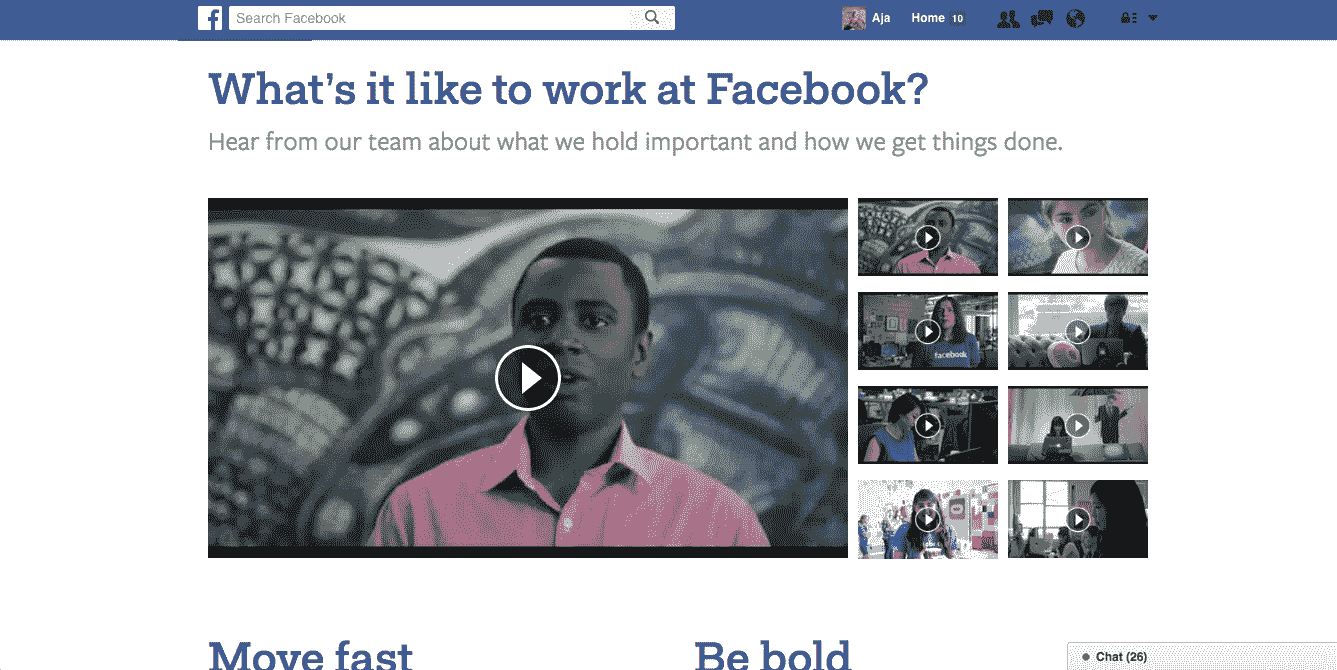 f Search Facebook Aja Home 10
What's it like to work at Facebook?
Hear from our team about what we hold important and how we get things done.
facebook
Move fast Be bold
Chat (26)